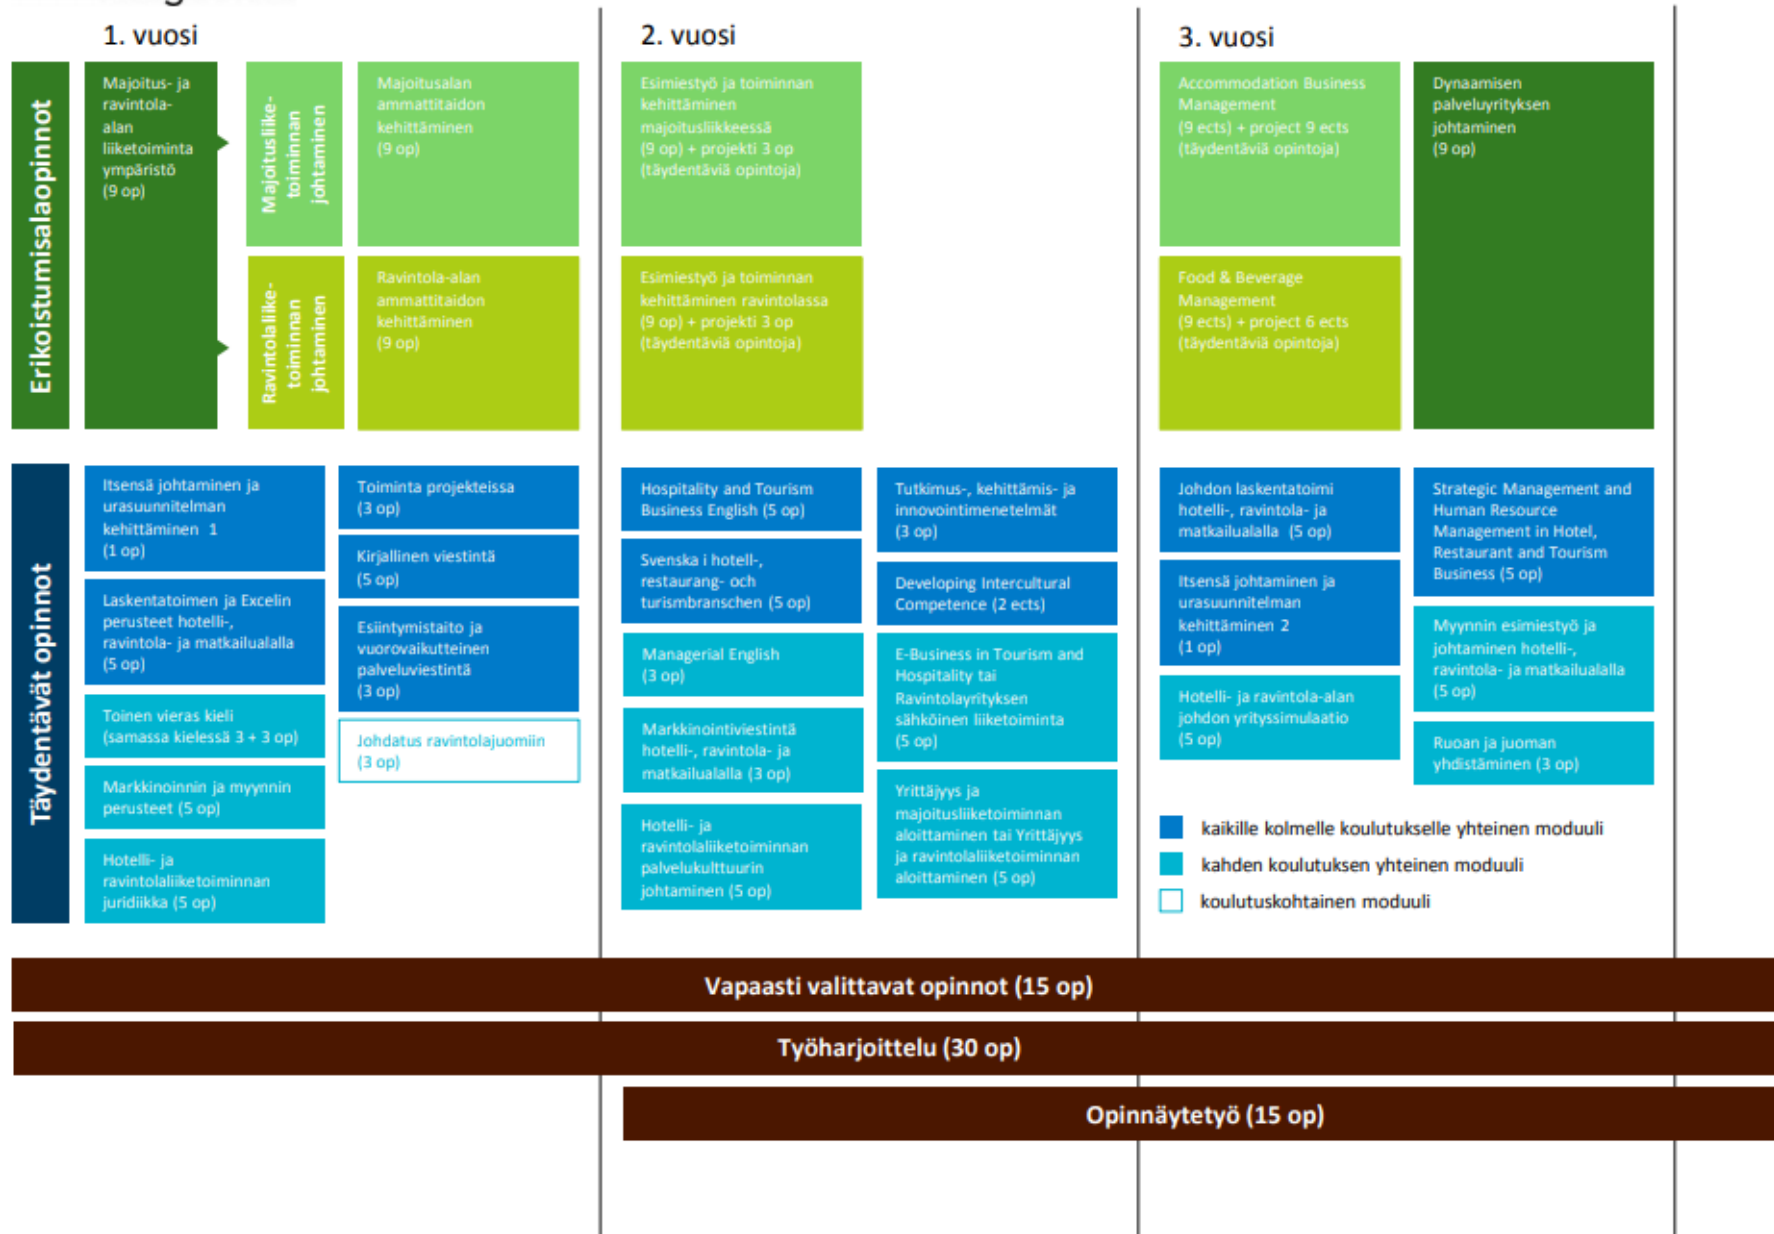 1. vuosi
2. vuosi
3. vuosi
Erikoistumisalaopinnot
Majoitus- ja
ravintola-
alan
liiketoiminta
ympäristö
(9 op)
Majoitusliike-
toiminnan
johtaminen
Majoitusalan
ammattitaidon
kehittäminen
(9 op)
Ravintolaliike-
toiminnan
johtaminen
Ravintola-alan
ammattitaidon
kehittäminen
(9 op)
Esimiestyö ja toiminnan
kehittäminen
majoitusliikkeessä
(9 op) + projekti 3 op
(täydentäviä opintoja)
Esimiestyö ja toiminnan
kehittäminen ravintolassa
(9 op) + projekti 3 op
(täydentäviä opintoja)
Accommodation Business
Management
(9 ects) + project 9 ects
(täydentäviä opintoja)
Food & Beverage
Management
(9 ects) + project 6 ects
(täydentäviä opintoja)
Dynaamisen
palveluyrityksen
johtaminen
(9 op)
Täydentävät opinnot
Itsensä johtaminen ja
urasuunnitelman
kehittäminen 1
(1 op)
Laskentatoimen ja Excelin
perusteet hotelli-,
ravintola- ja matkailualalla
(5 op)
Toinen vieras kieli
(samassa kielessä 3 + 3 op)
Markkinoinnin ja myynnin
perusteet (5 op)
Hotelli- ja
ravintolaliiketoiminnan
juridiikka (5 op)
Toiminta projekteissa
(3 op)
Kirjallinen viestintä
(5 op)
Esiintymistaito ja
vuorovaikutteinen
palveluviestintä
(3 op)
Johdatus ravintolajuomiin
(3 op)
Hospitality and Tourism
Business English (5 op)
Svenska i hotell-,
restaurang- och
turismbranschen (5 op)
Managerial English
(3 op)
Markkinointiviestintä
hotelli-, ravintola- ja
matkailualalla (3 op)
Hotelli- ja
ravintolaliiketoiminnan
palvelukulttuurin
johtaminen (5 op)
Tutkimus-, kehittämis- ja
innovointimenetelmät
(3 op)
Developing Intercultural
Competence (2 ects)
E-Business in Tourism and
Hospitality tai
Ravintolayrityksen
sähköinen liiketoiminta
(5 op)
Yrittäjyys ja
majoitusliiketoiminnan
aloittaminen tai Yrittäjyys
ja ravintolaliiketoiminnan
aloittaminen (5 op)
Johdon laskentatoimi
hotelli-, ravintola- ja
matkailualalla (5 op)
Itsensä johtaminen ja
urasuunnitelman
kehittäminen 2
(1 op)
Hotelli- ja ravintola-alan
johdon yrityssimulaatio
(5 op)
Strategic Management and
Human Resource
Management in Hotel,
Restaurant and Tourism
Business (5 op)
Myynnin esimiestyö ja
johtaminen hotelli-,
ravintola- ja matkailualalla
(5 op)
Ruoan ja juoman
yhdistäminen (3 op)
kaikille kolmelle koulutukselle yhteinen moduuli
kahden koulutuksen yhteinen moduuli
koulutuskohtainen moduuli
Vapaasti valittavat opinnot (15 op)
Työharjoittelu (30 op)
Opinnäytetyö (15 op)